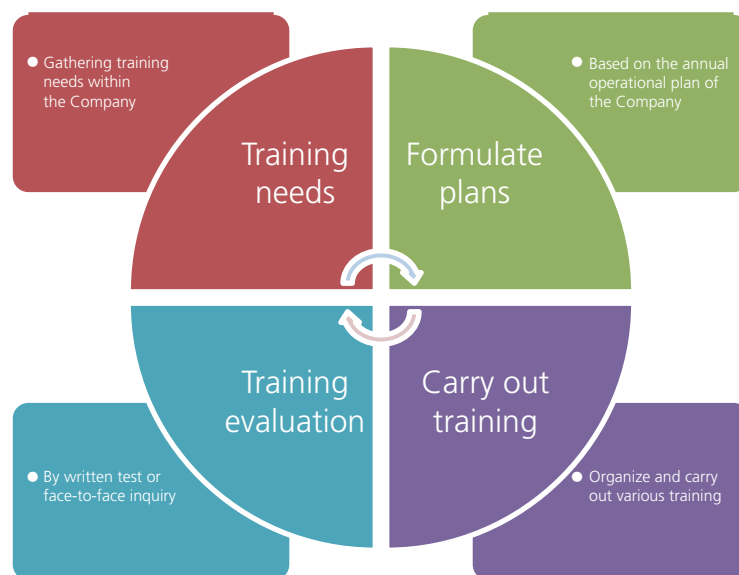 ● Gathering training
needs within
the Company
● Based on the annual
operational plan of
the Company
Training
needs
Formulate
plans
Training
evaluation
Carry out
training
● By written test or
face-to-face inquiry
● Organize and carry
out various training